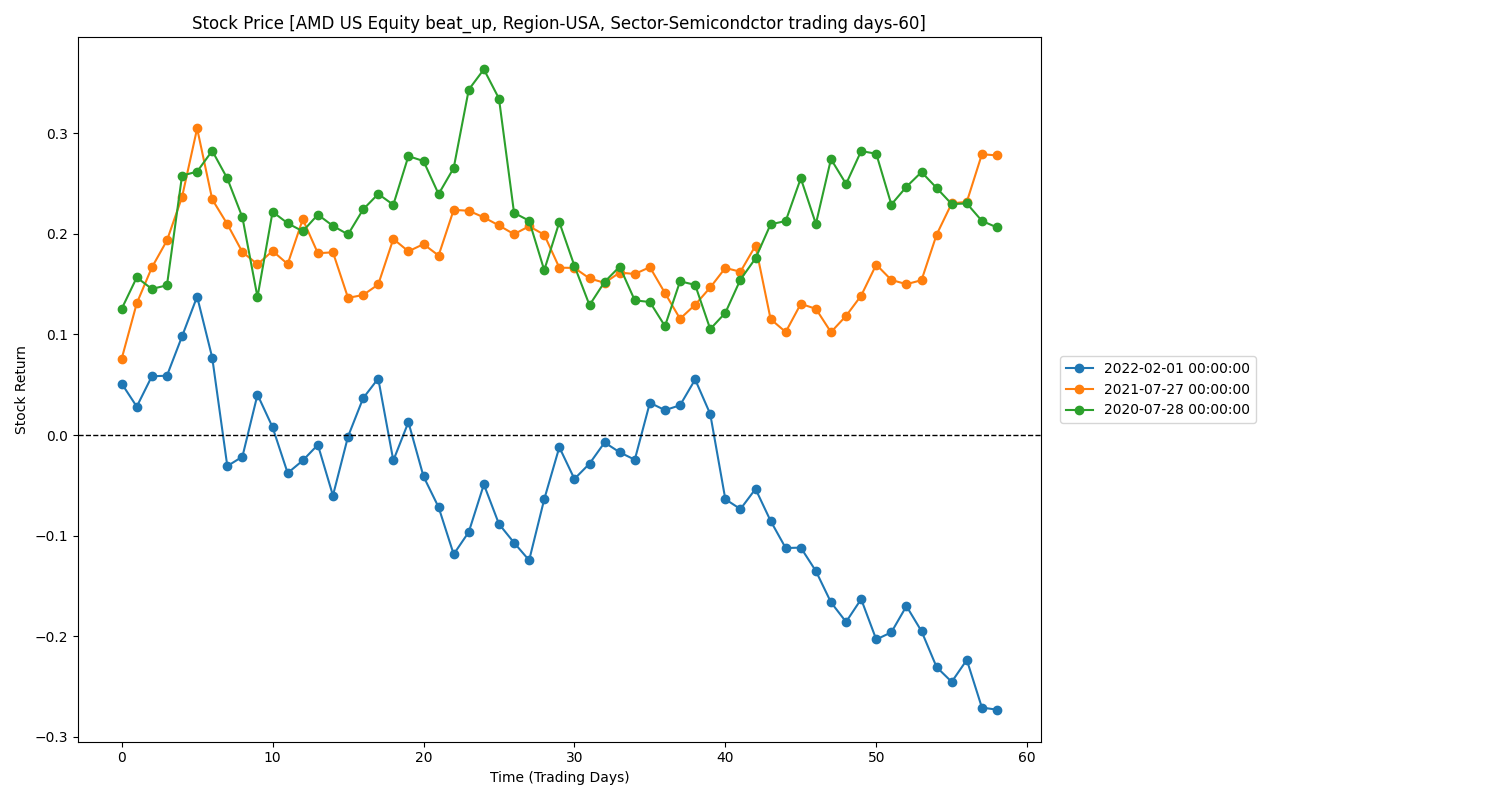 Stock Price [AMD US Equity beat_up, Region-USA, Sector-Semicondctor trading days-60]
Stock Return
0.3
0.2
0.1
0.0
−0.1
−0.2
−0.3
0 10 20 30 40 50 60
Time (Trading Days)
2022-02-01 00:00:00
2021-07-27 00:00:00
2020-07-28 00:00:00